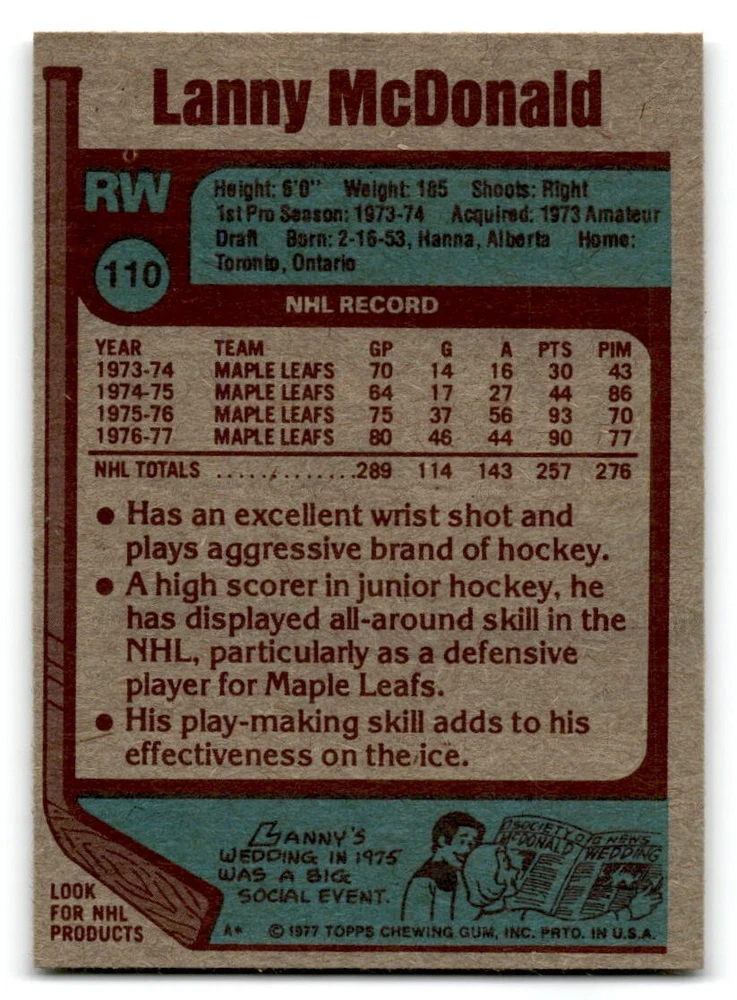 Lanny McDonald
RW
110
Height: 6'0" Weight: 185 Shoots: Right
1st Pro Season: 1973-74 Acquired: 1973 Amateur
Draft Born: 2-16-53, Hanna, Alberta Home:
Toronto, Ontario
NHL RECORD
YEAR TEAM GP G A PTS PIM
1973-74 MAPLE LEAFS 70 14 16 30 43
1974-75 MAPLE LEAFS 64 17 27 44 86
1975-76 MAPLE LEAFS 75 37 56 93 70
1976-77 MAPLE LEAFS 80 46 44 90 77
NHL TOTALS .............289 114 143 257 276
• Has an excellent wrist shot and
plays aggressive brand of hockey.
• A high scorer in junior hockey, he
has displayed all-around skill in the
NHL, particularly as a defensive
player for Maple Leafs.
• His play-making skill adds to his
effectiveness on the ice.
LANNY'S
WEDDING IN 1975
WAS A BIG
SOCIAL EVENT.
SOCIETY NEWS
McDONALD WEDDING
LOOK
FOR NHL
PRODUCTS
A* © 1977 TOPPS CHEWING GUM, INC. PRTD. IN U.S.A.